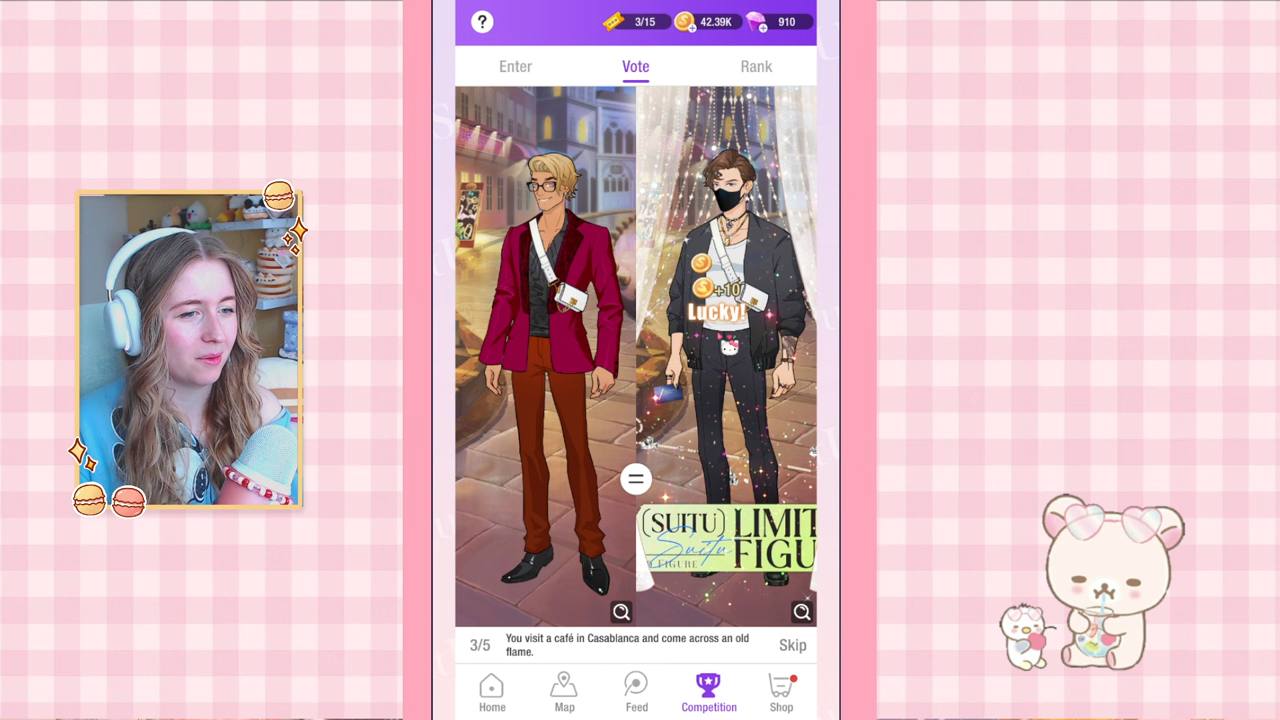 ?
3/15
42.39K
910
Enter
Vote
Rank
+10
Lucky!
(SUITU)
Suitu
FIGURE
LIMIT
FIGU
3/5
You visit a café in Casablanca and come across an old
flame.
Skip
Home
Map
Feed
Competition
Shop